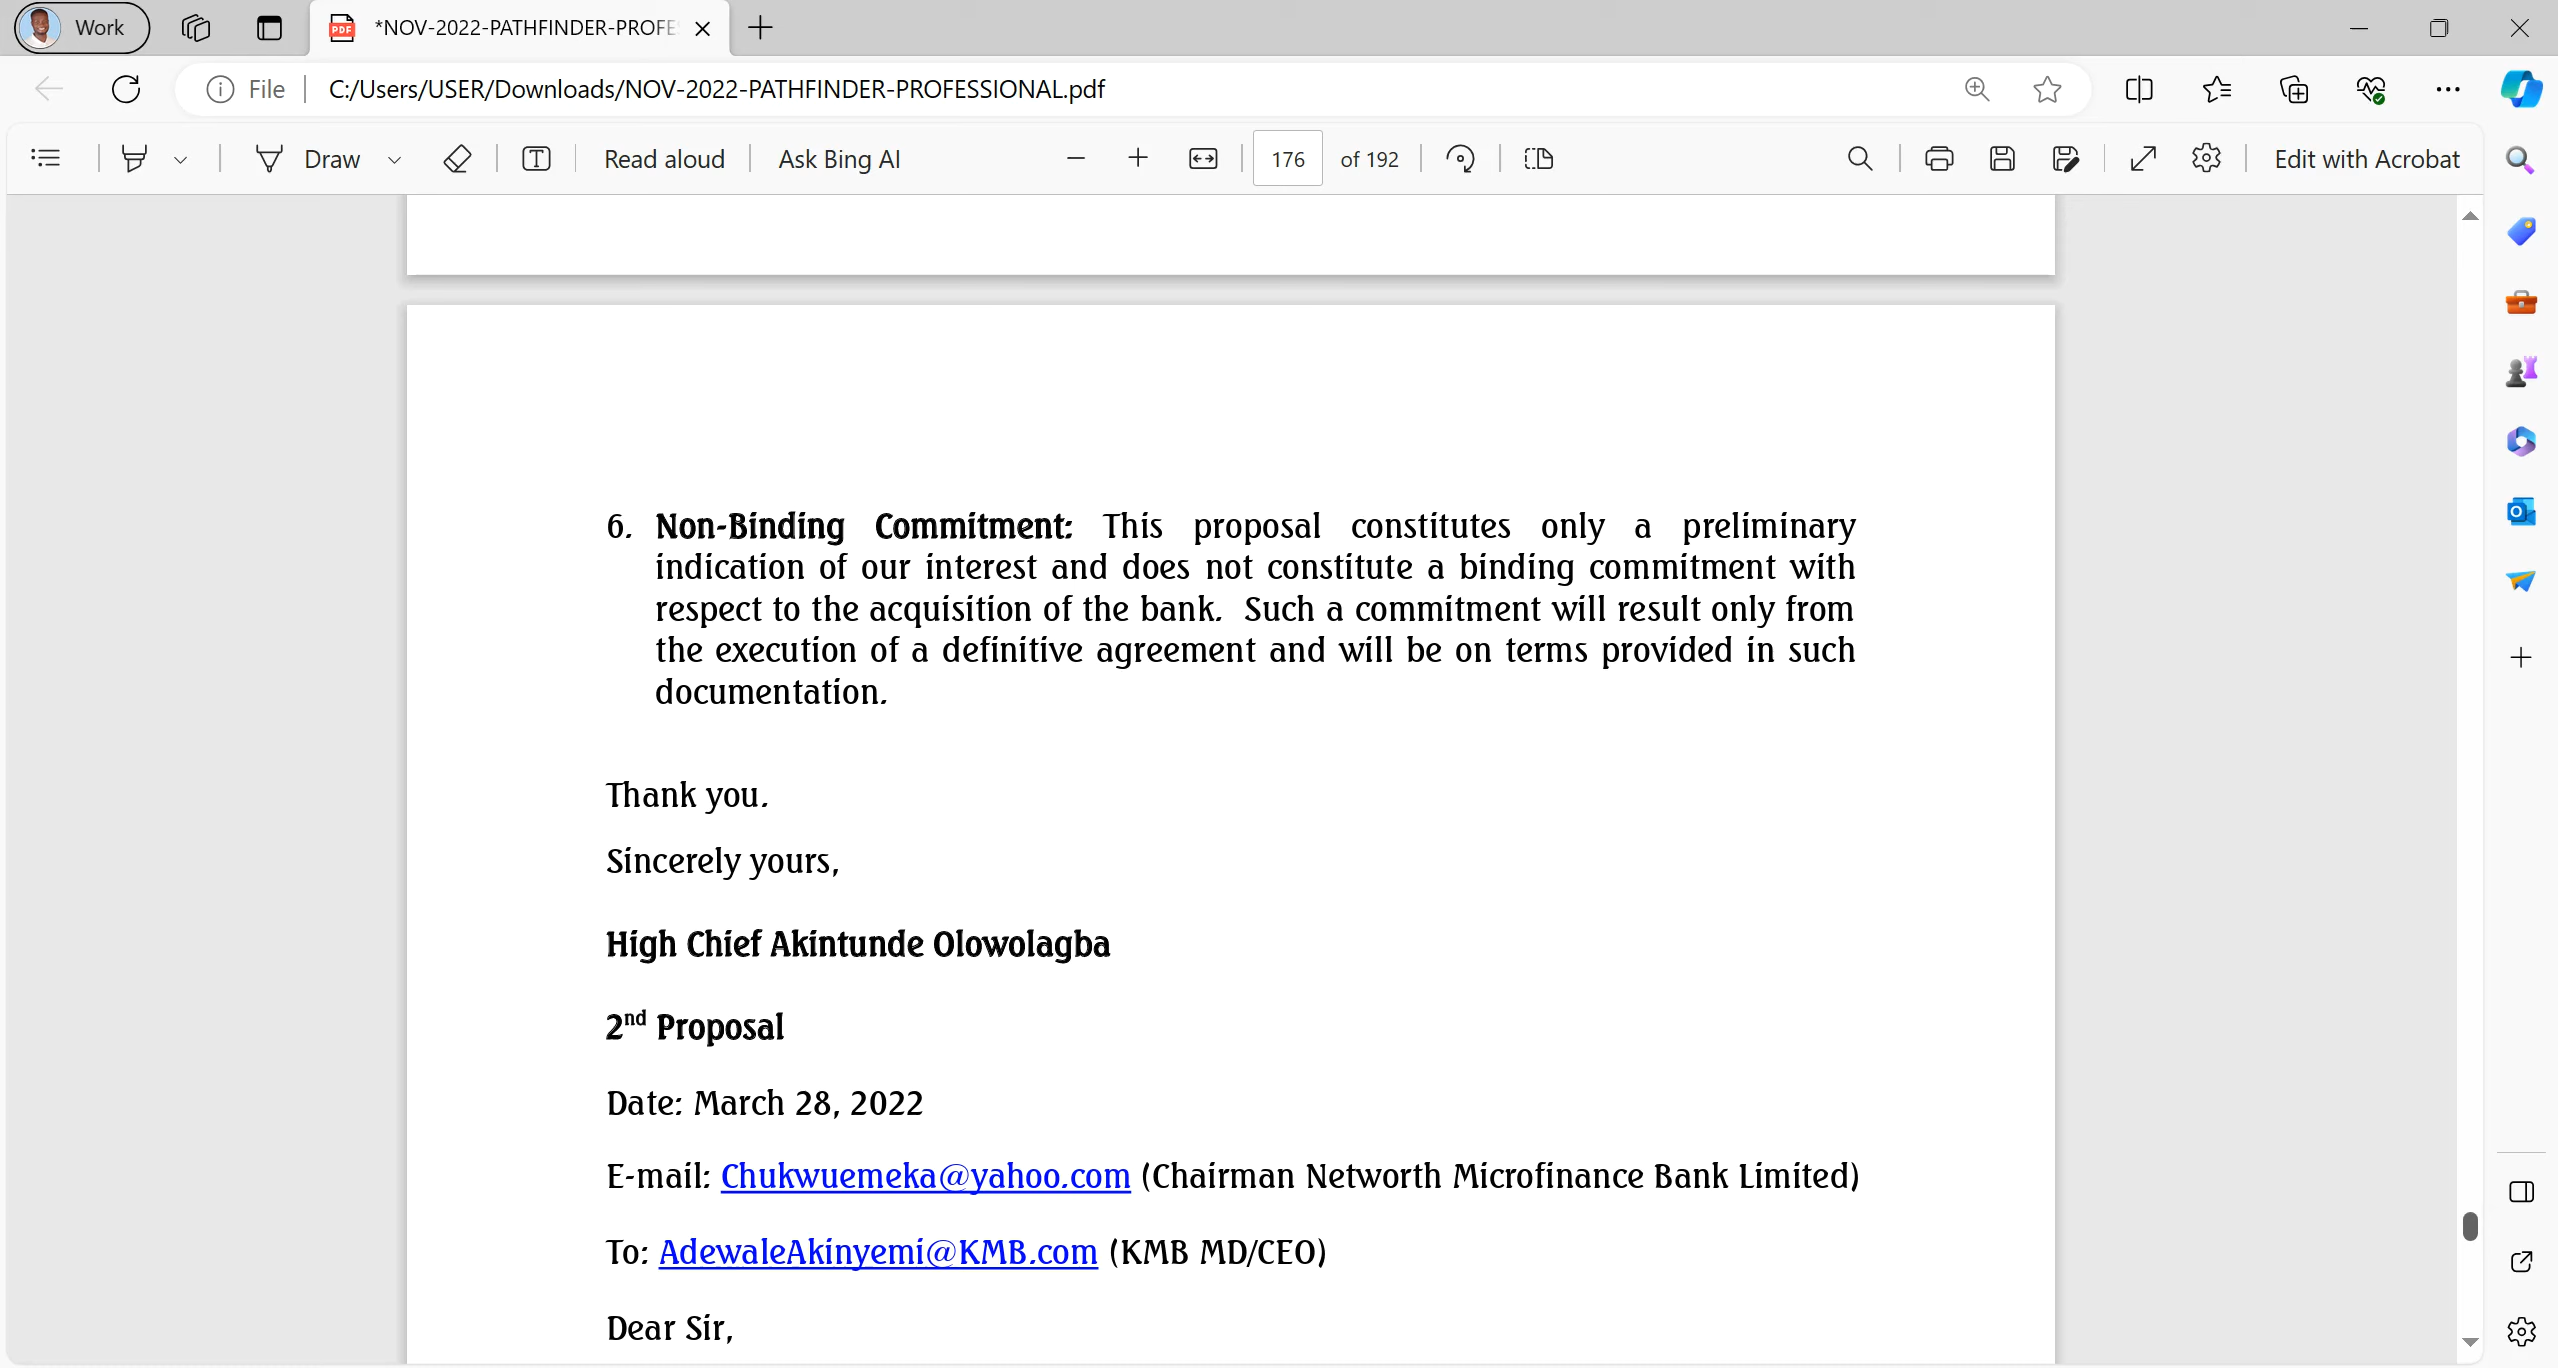 Work
*NOV-2022-PATHFINDER-PROFE
File
C:/Users/USER/Downloads/NOV-2022-PATHFINDER-PROFESSIONAL.pdf
Draw
T
Read aloud
Ask Bing AI
176
of 192
Edit with Acrobat
6. Non-Binding Commitment: This proposal constitutes only a preliminary
indication of our interest and does not constitute a binding commitment with
respect to the acquisition of the bank. Such a commitment will result only from
the execution of a definitive agreement and will be on terms provided in such
documentation.
Thank you.
Sincerely yours,
High Chief Akintunde Olowolagba
2nd Proposal
Date: March 28, 2022
E-mail: Chukwuemeka@yahoo.com (Chairman Networth Microfinance Bank Limited)
To: AdewaleAkinyemi@KMB.com (KMB MD/CEO)
Dear Sir,